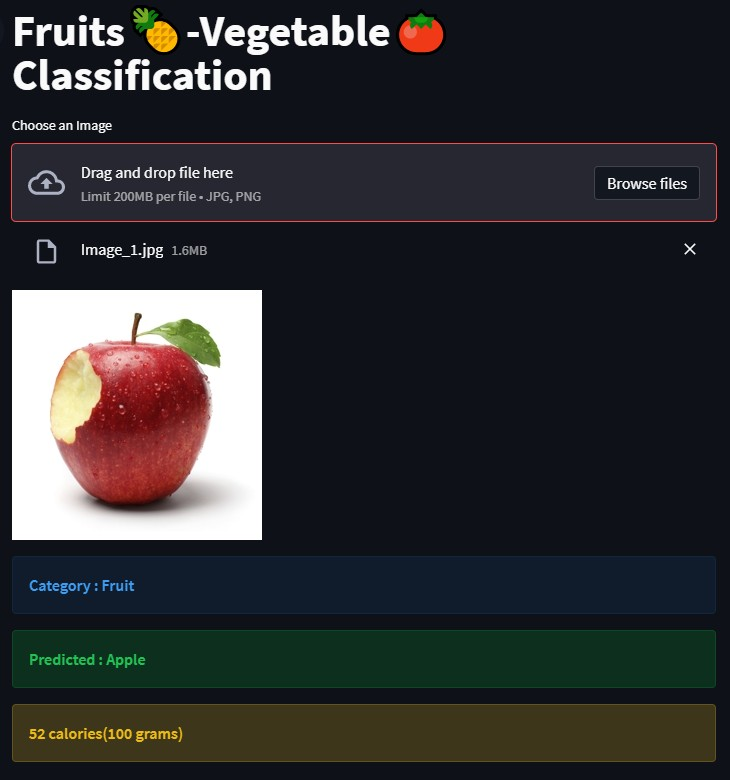 Fruits🍍-Vegetable🍅
Classification
Choose an Image
Drag and drop file here
Limit 200MB per file • JPG, PNG
Browse files
Image_1.jpg 1.6MB
Category : Fruit
Predicted : Apple
52 calories(100 grams)